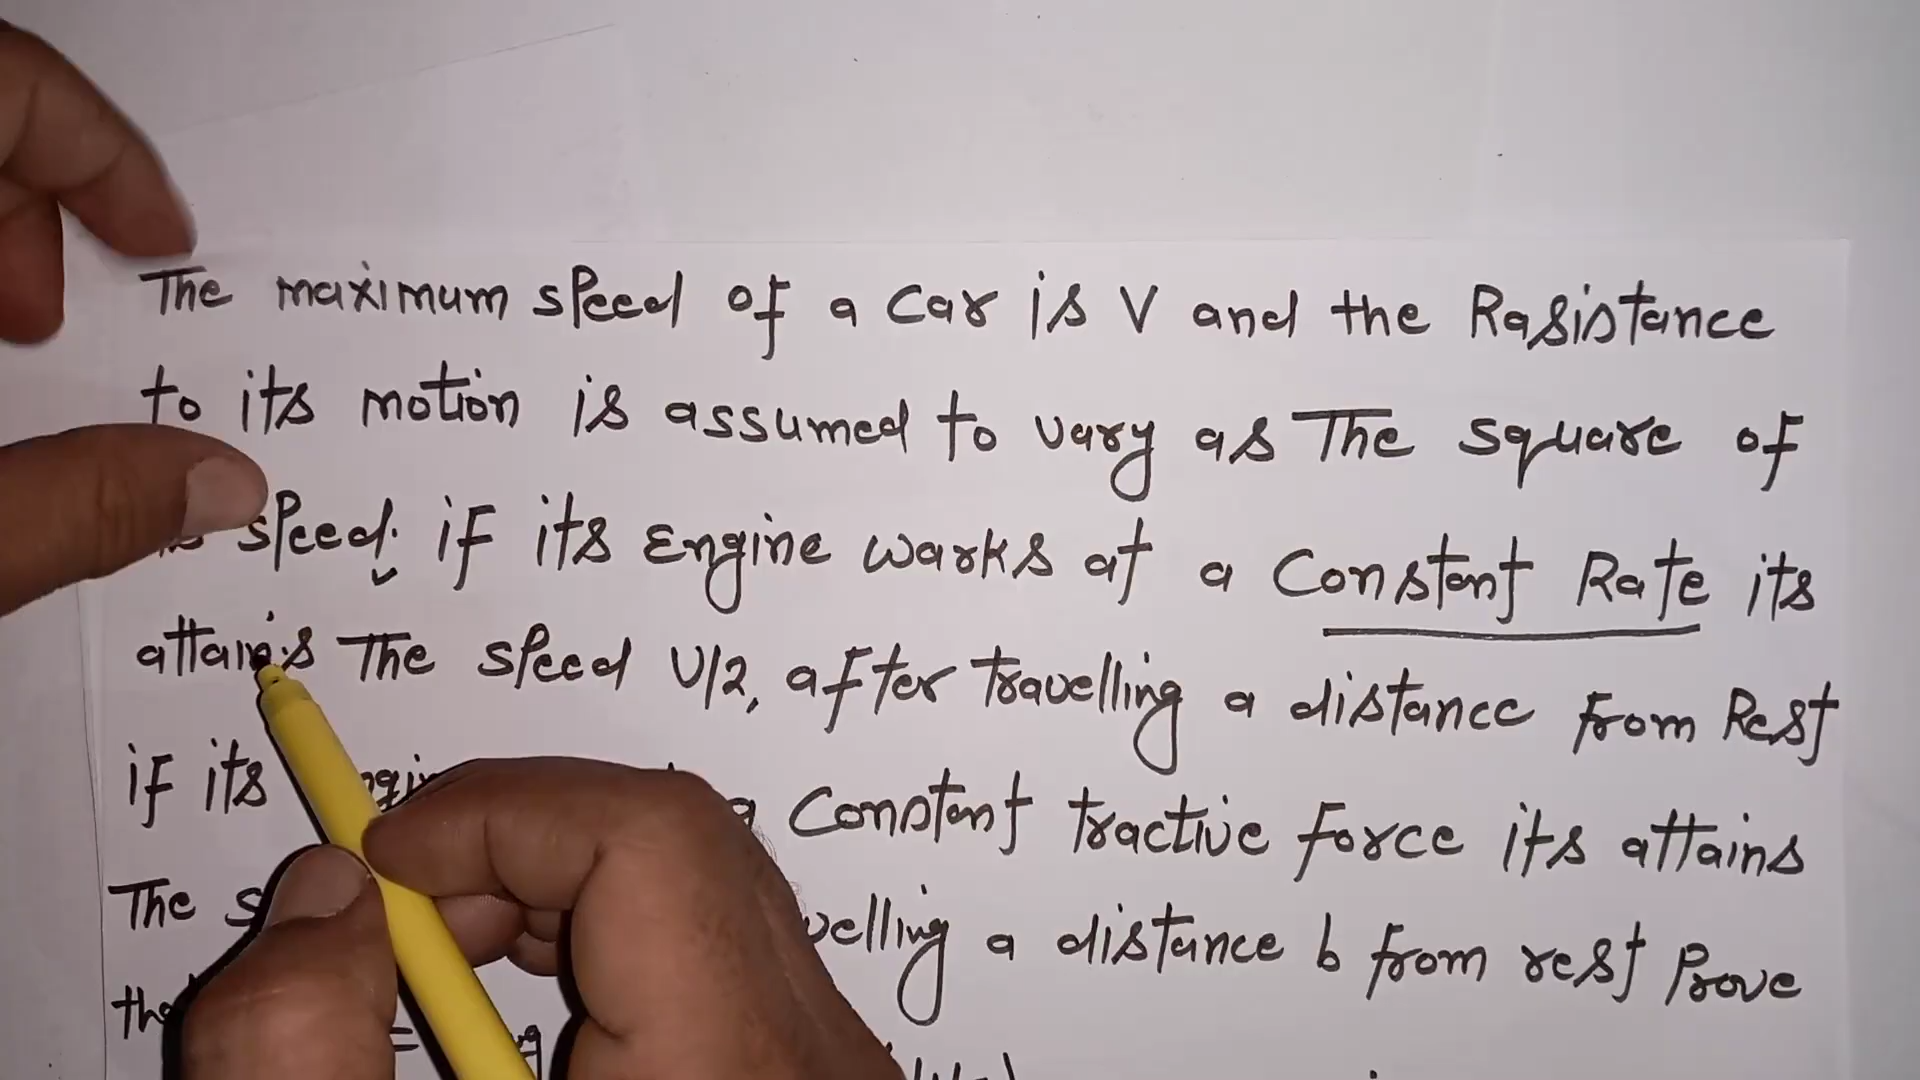 The maximum speed of a car is V and the Rasistance
to its motion is assumed to vary as The square of
speed. if its Engine warks at a Constant Rate its
attains The speed V/2, after travelling a distance from Rest
if its a Constant tractive force its attains
The a distance b from rest Prove
=